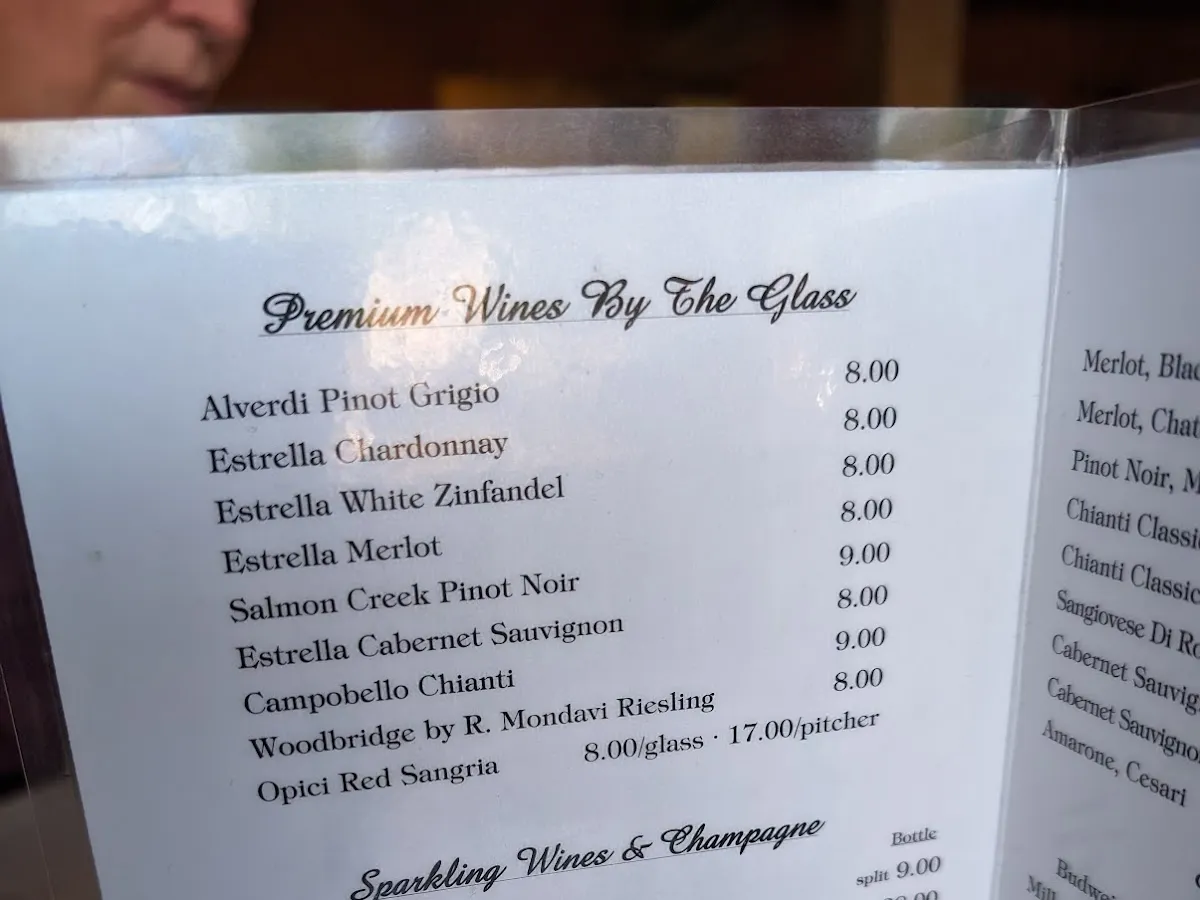 Premium Wines By The Glass
Alverdi Pinot Grigio 8.00
Estrella Chardonnay 8.00
Estrella White Zinfandel 8.00
Estrella Merlot 8.00
Salmon Creek Pinot Noir 9.00
Estrella Cabernet Sauvignon 8.00
Campobello Chianti 9.00
Woodbridge by R. Mondavi Riesling 8.00
Opici Red Sangria 8.00/glass · 17.00/pitcher
Sparkling Wines & Champagne
Bottle
split 9.00
Merlot,
Merlot,
Pinot Noir,
Chianti
Chianti
Sangiovese Di
Cabernet
Cabernet
Amarone, Cesari